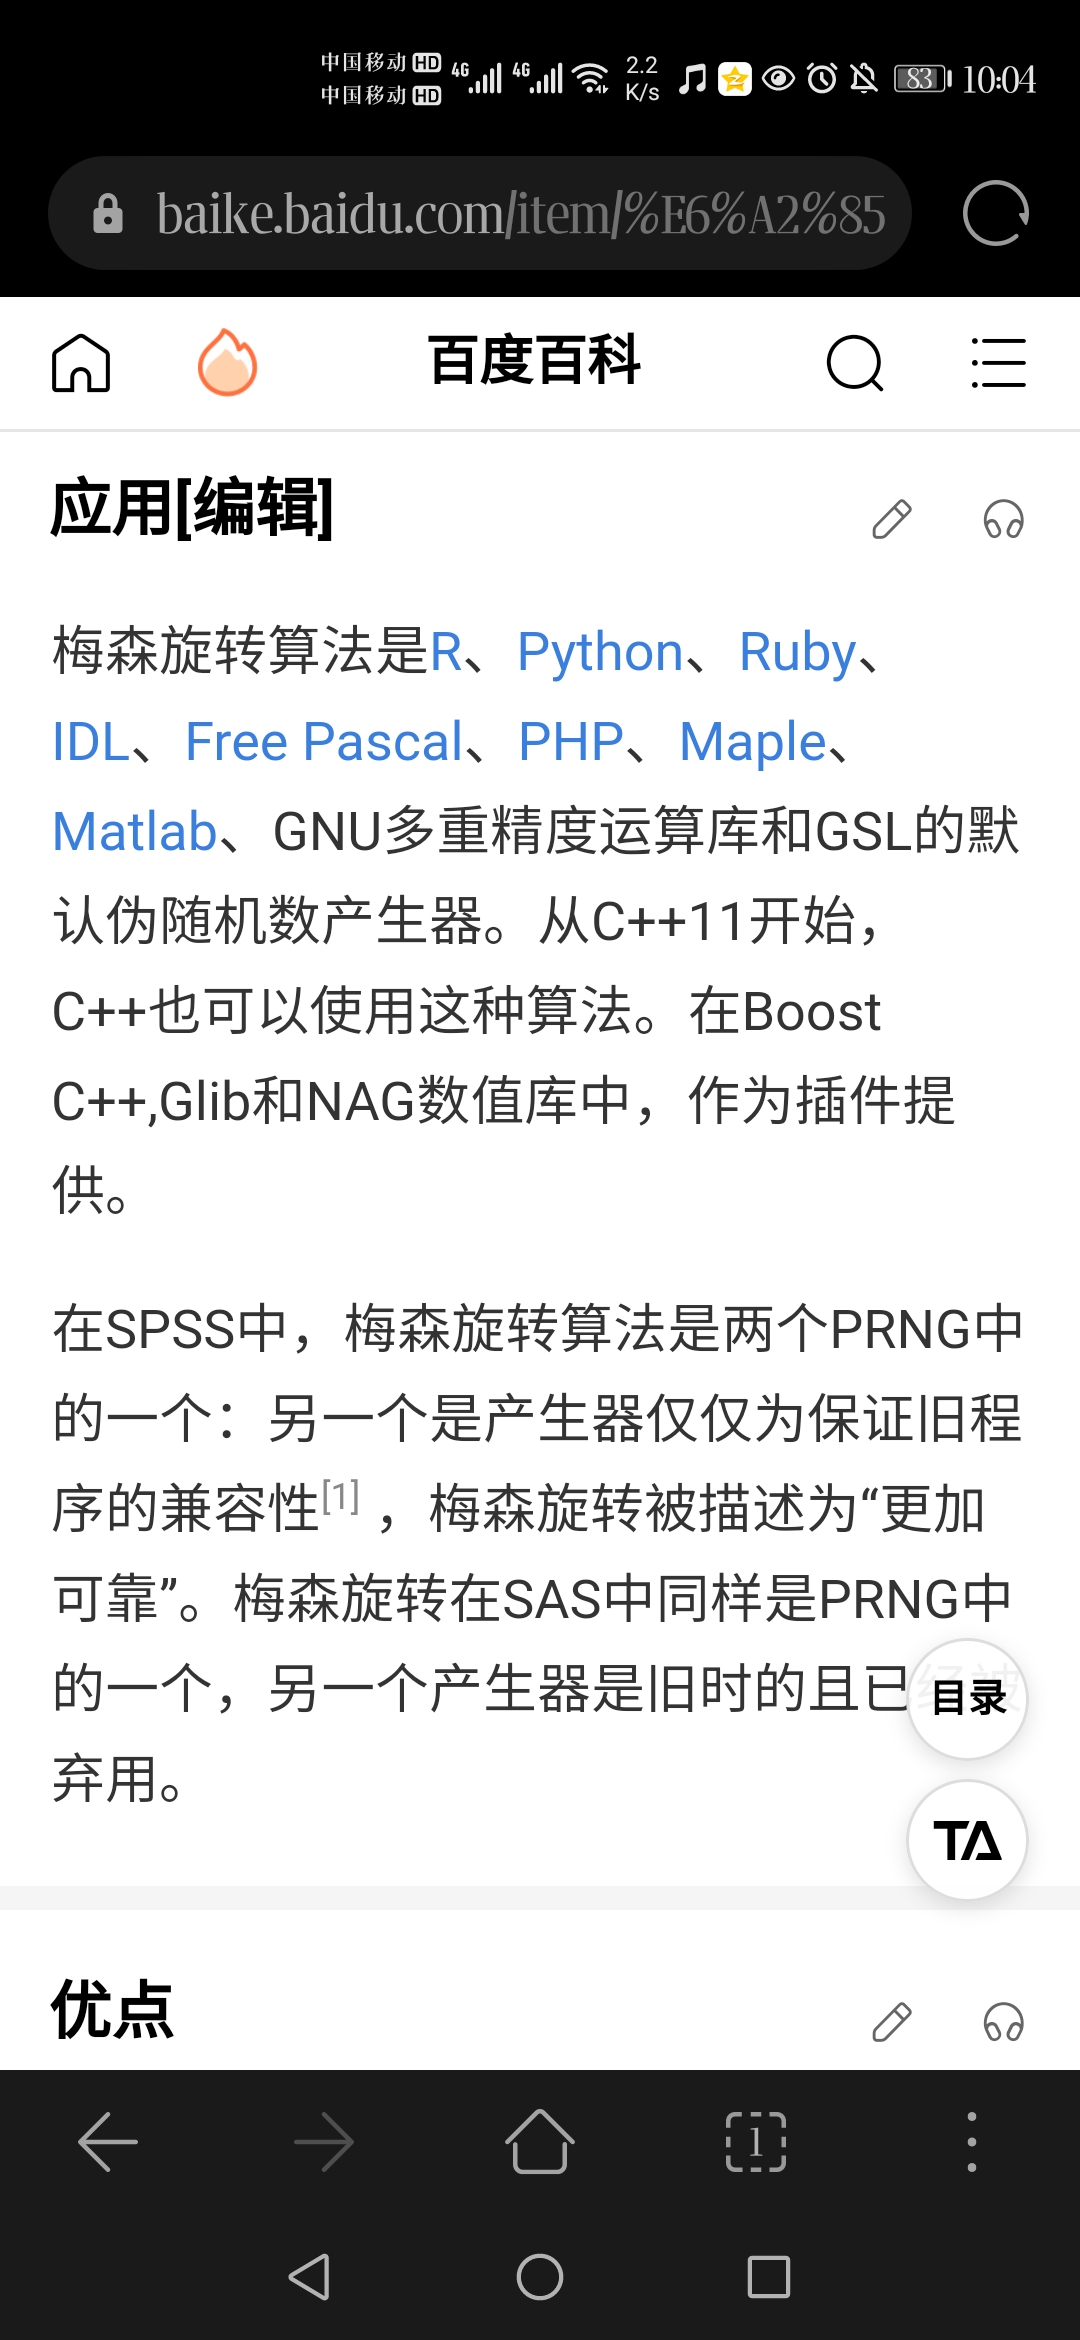 中国移动 HD 4G 4G 2.2 83 10:04
中国移动 HD K/s
baike.baidu.com/item/%E6%A2%85
百度百科
应用[编辑]
梅森旋转算法是R、Python、Ruby、
IDL、Free Pascal、PHP、Maple、
Matlab、GNU多重精度运算库和GSL的默
认伪随机数产生器。从C++11开始，
C++也可以使用这种算法。在Boost
C++,Glib和NAG数值库中，作为插件提
供。
在SPSS中，梅森旋转算法是两个PRNG中
的一个：另一个是产生器仅仅为保证旧程
序的兼容性[1] ，梅森旋转被描述为“更加
可靠”。梅森旋转在SAS中同样是PRNG中
的一个，另一个产生器是旧时的且已经被
弃用。
目录
TA
优点
1